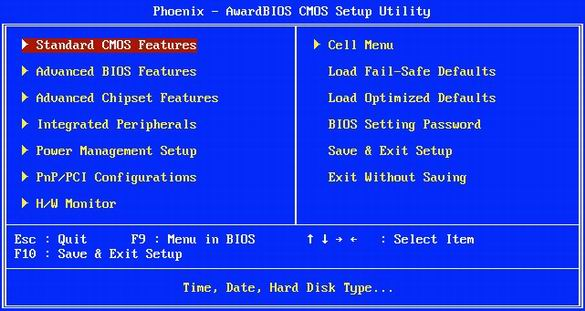 Phoenix - AwardBIOS CMOS Setup Utility
Standard CMOS Features
Advanced BIOS Features
Advanced Chipset Features
Integrated Peripherals
Power Management Setup
PnP/PCI Configurations
H/W Monitor
Cell Menu
Load Fail-Safe Defaults
Load Optimized Defaults
BIOS Setting Password
Save & Exit Setup
Exit Without Saving
Esc : Quit F9 : Menu in BIOS ↑ ↓ → ← : Select Item
F10 : Save & Exit Setup
Time, Date, Hard Disk Type...